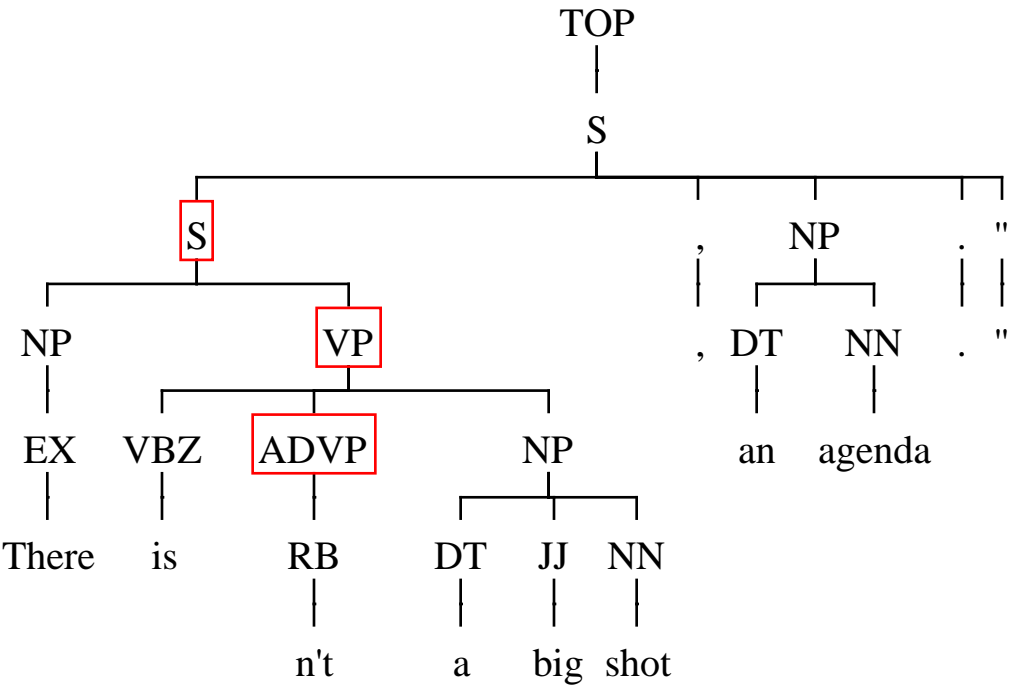 TOP
S
S , NP . "
NP VP , DT NN . "
EX VBZ ADVP NP an agenda
There is RB DT JJ NN
n't a big shot